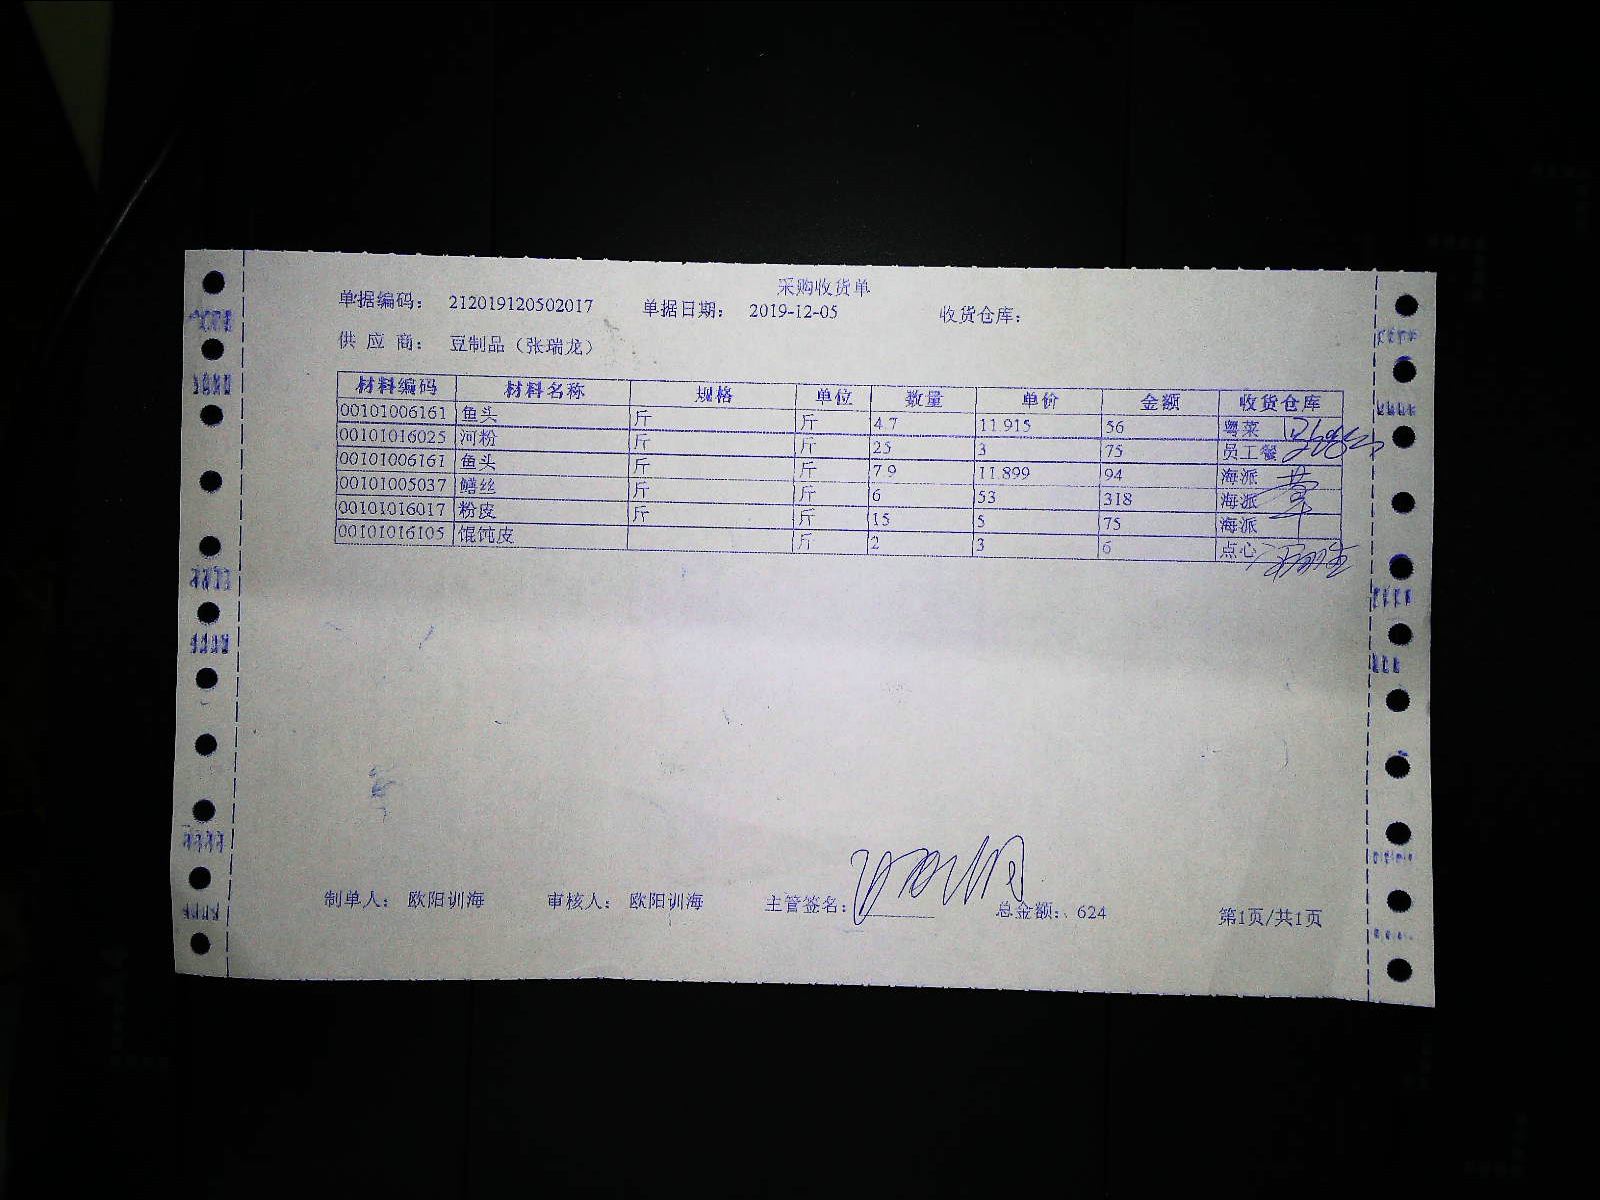 采购收货单
单据编码： 212019120502017 单据日期： 2019-12-05 收货仓库：
供 应 商： 豆制品（张瑞龙）
材料编码 材料名称 规格 单位 数量 单价 金额 收货仓库
00101006161 鱼头 斤 斤 4.7 11.915 56 粤菜
00101016025 河粉 斤 斤 25 3 75 员工餐
00101006161 鱼头 斤 斤 7.9 11.899 94 海派
00101005037 鳝丝 斤 斤 6 53 318 海派
00101016017 粉皮 斤 斤 15 5 75 海派
00101016105 馄饨皮 斤 2 3 6 点心
制单人： 欧阳训海 审核人： 欧阳训海 主管签名： 总金额： 624 第1页/共1页